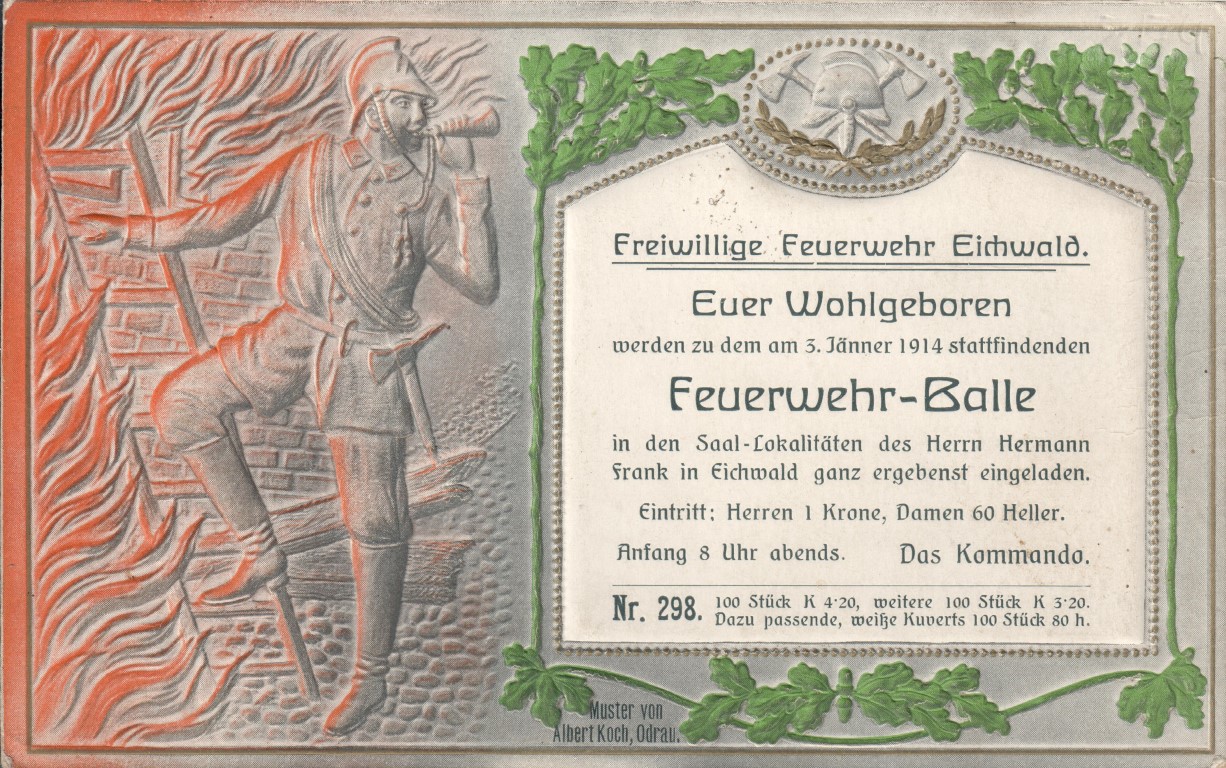 Freiwillige Feuerwehr Eichwald.
Euer Wohlgeboren
werden zu dem am 3. Jänner 1914 stattfindenden
Feuerwehr-Balle
in den Saal-Lokalitäten des Herrn Hermann
Frank in Eichwald ganz ergebenst eingeladen.
Eintritt: Herren 1 Krone, Damen 60 Heller.
Anfang 8 Uhr abends. Das Kommando.
Nr. 298. 100 Stück K 4·20, weitere 100 Stück K 3·20.
Dazu passende, weiße Kuverts 100 Stück 80 h.
Muster von
Albert Koch, Odrau.